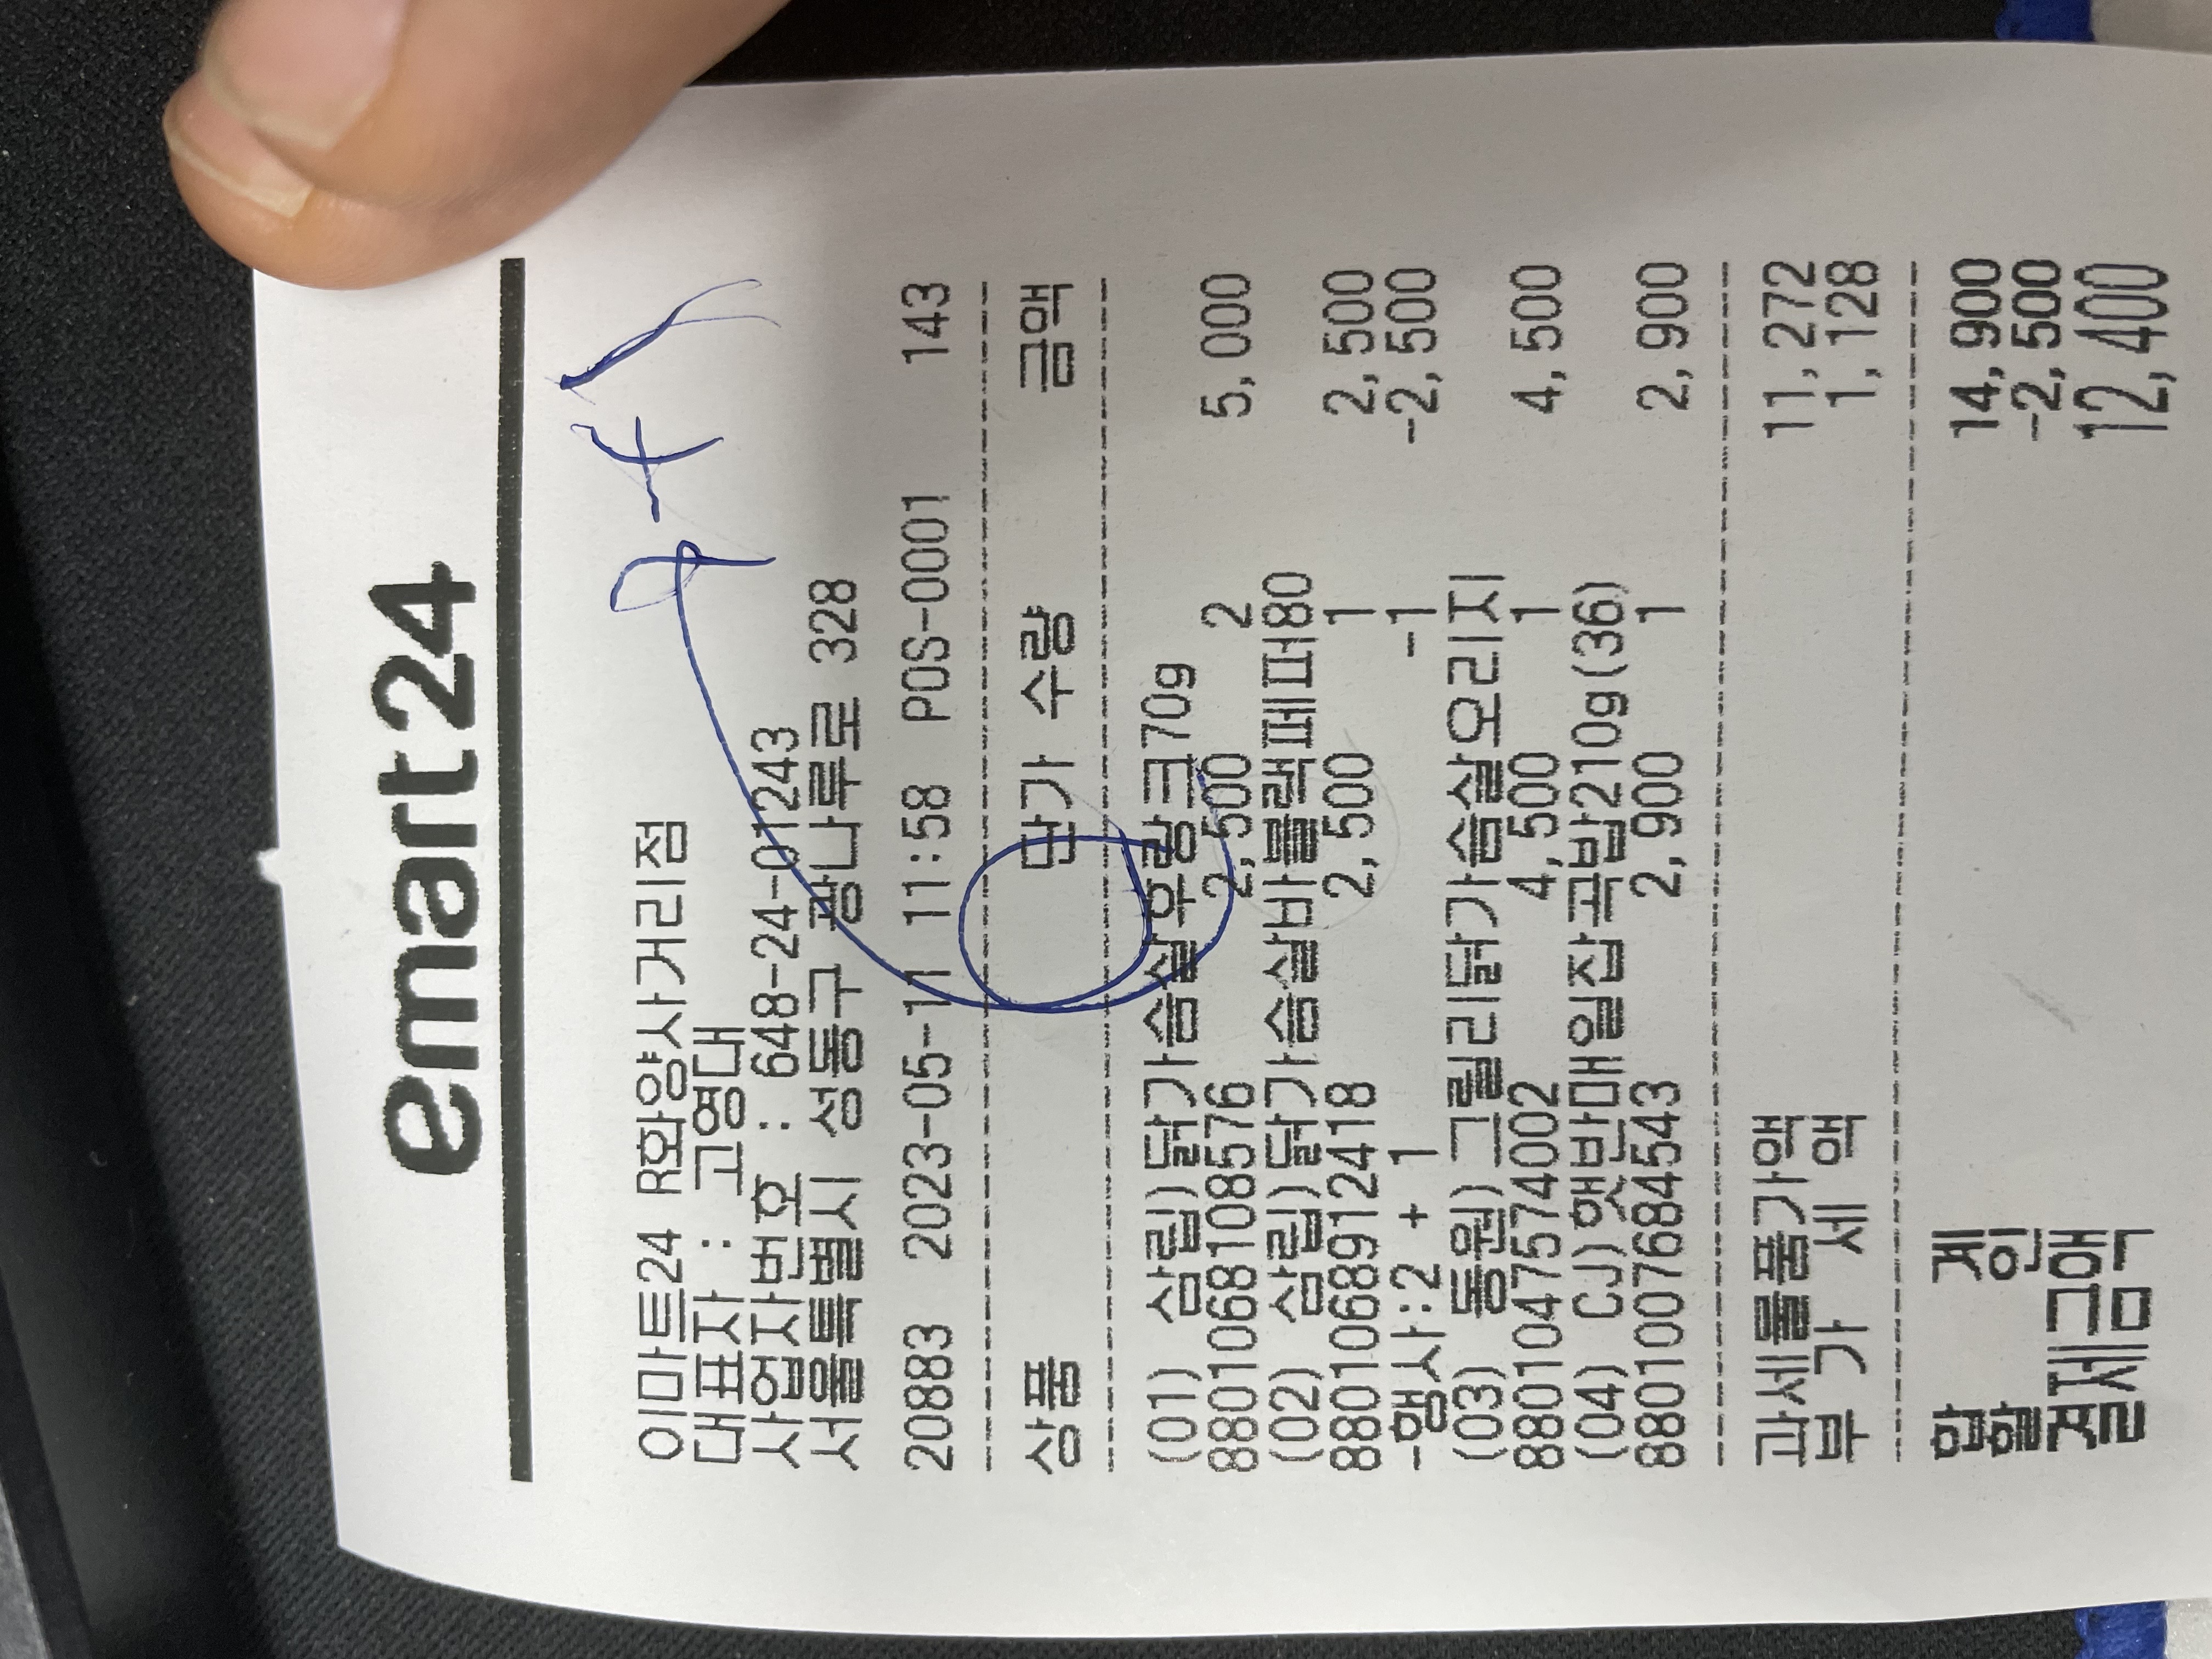 emart24
이마트24 R화양사거리점
대표자 : 고영대
사업자번호 : 648-24-01243
서울특별시 성동구 광나루로 328
20883 2023-05-11 11:58 POS-0001 143
상품 단가 수량 금액
(01) 삼립)닭가슴살후랑크70g
8801068108576 2,500 2 5,000
(02) 삼립)닭가슴살바블랙페퍼80
8801068912418 2,500 1 2,500
-행사:2 + 1 -1 -2,500
(03) 동원)그릴리닭가슴살오리지
8801047574002 4,500 1 4,500
(04) CJ)햇반매일잡곡밥210g(36)
8801007684543 2,900 1 2,900
과세물품가액 11,272
부 가 세 액 1,128
합 계 14,900
할 인 -2,500
결제금액 12,400